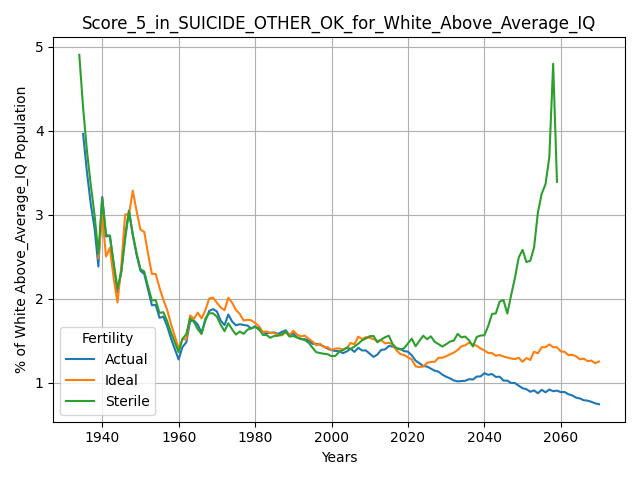 Score_5_in_SUICIDE_OTHER_OK_for_White_Above_Average_IQ
% of White Above_Average_IQ Population
5
4
3
2
1
Fertility
Actual
Ideal
Sterile
1940 1960 1980 2000 2020 2040 2060
Years